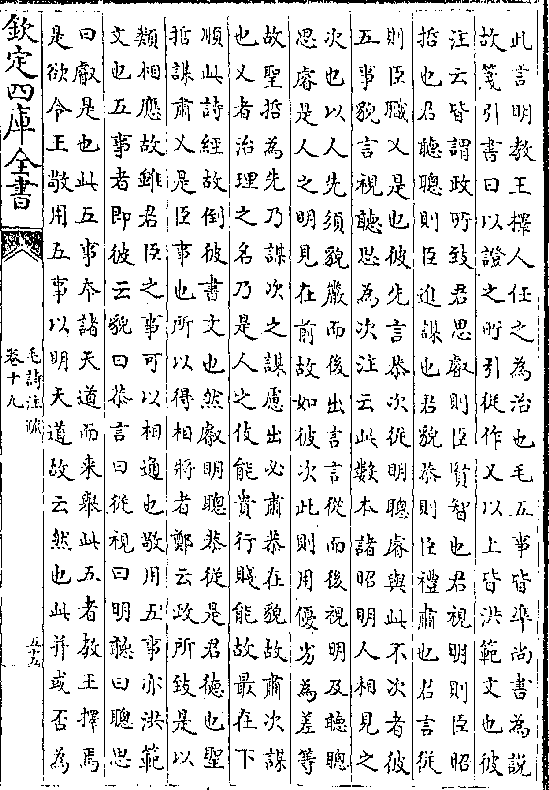 此言明教王擇人任之為治也毛五事皆準尚書為說
故箋引書曰以證之所引從作乂以上皆洪範文也彼
注云皆謂政所致君思叡則臣賢智也君視明則臣昭
哲也君聽聰則臣進謀也君貌恭則臣禮肅也君言從
則臣職乂是也彼先言恭次從明聰睿與此不次者彼
五事貌言視聽思為次注云此數本諸昭明人相見之
次也以人先須貌嚴而後出言言從而後視明及聽聰
思睿是人之明見在前故如彼次此則用優劣為差等
故聖哲為先乃謀次之謀慮出必肅恭在貌故肅次謀
也乂者治理之名乃是人之伎能貴行賤能故最在下
順此詩經故倒彼書文也然叡明聰恭從是君德也聖
哲謀肅乂是臣事也所以得相將者鄭云政所致是以
類相應故雖君臣之事可以相通也敬用五事亦洪範
文也五事者即彼云貌曰恭言曰從視曰明聽曰聰思
曰叡是也此五事本諸天道而來舉此五者教王擇焉
是欲令王敬用五事以明天道故云然也此并或否為
欽定四庫全書
毛詩注疏
卷十九
五十五